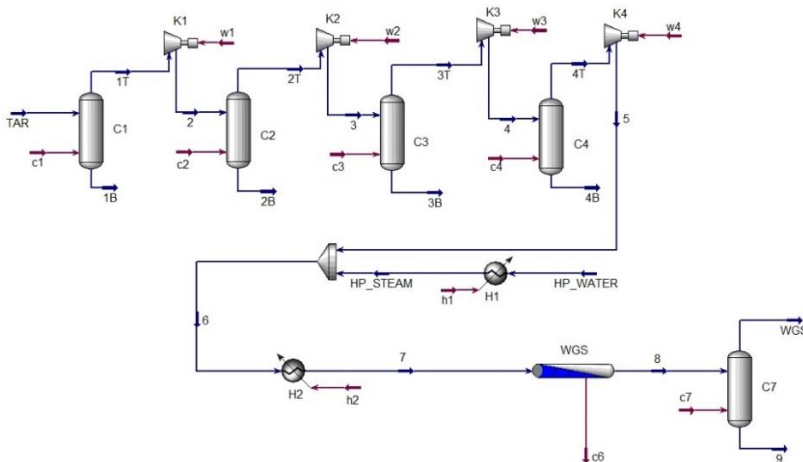 K1
w1
K2
w2
K3
w3
K4
w4
1T
2T
3T
4T
TAR
C1
2
C2
3
C3
4
C4
5
c1
c2
c3
c4
1B
2B
3B
4B
HP_STEAM
HP_WATER
h1
H1
6
H2
7
h2
WGS
8
WGS
C7
c7
c6
9